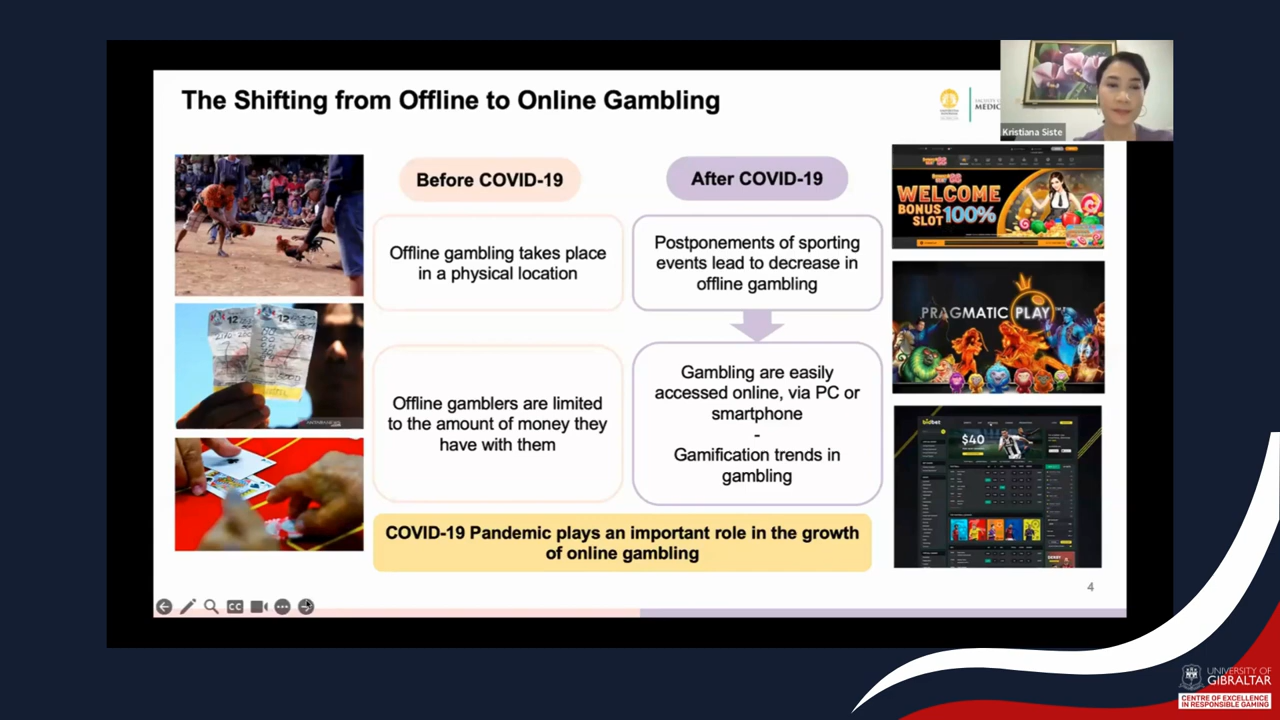 The Shifting from Offline to Online Gambling
Kristiana Siste
Before COVID-19
After COVID-19
Offline gambling takes place
in a physical location
Postponements of sporting
events lead to decrease in
offline gambling
Offline gamblers are limited
to the amount of money they
have with them
Gambling are easily
accessed online, via PC or
smartphone
-
Gamification trends in
gambling
COVID-19 Pandemic plays an important role in the growth
of online gambling
WELCOME
BONUS
SLOT 100%
PRAGMATIC PLAY
$40
12
12
CC
4
UNIVERSITY OF
GIBRALTAR
CENTRE OF EXCELLENCE
IN RESPONSIBLE GAMING